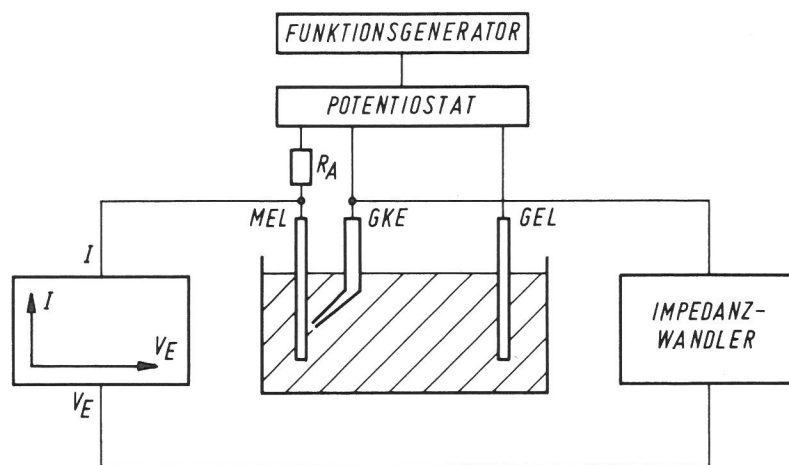 FUNKTIONSGENERATOR
POTENTIOSTAT
R_A
MEL
GKE
GEL
I
I
V_E
V_E
IMPEDANZ-
WANDLER